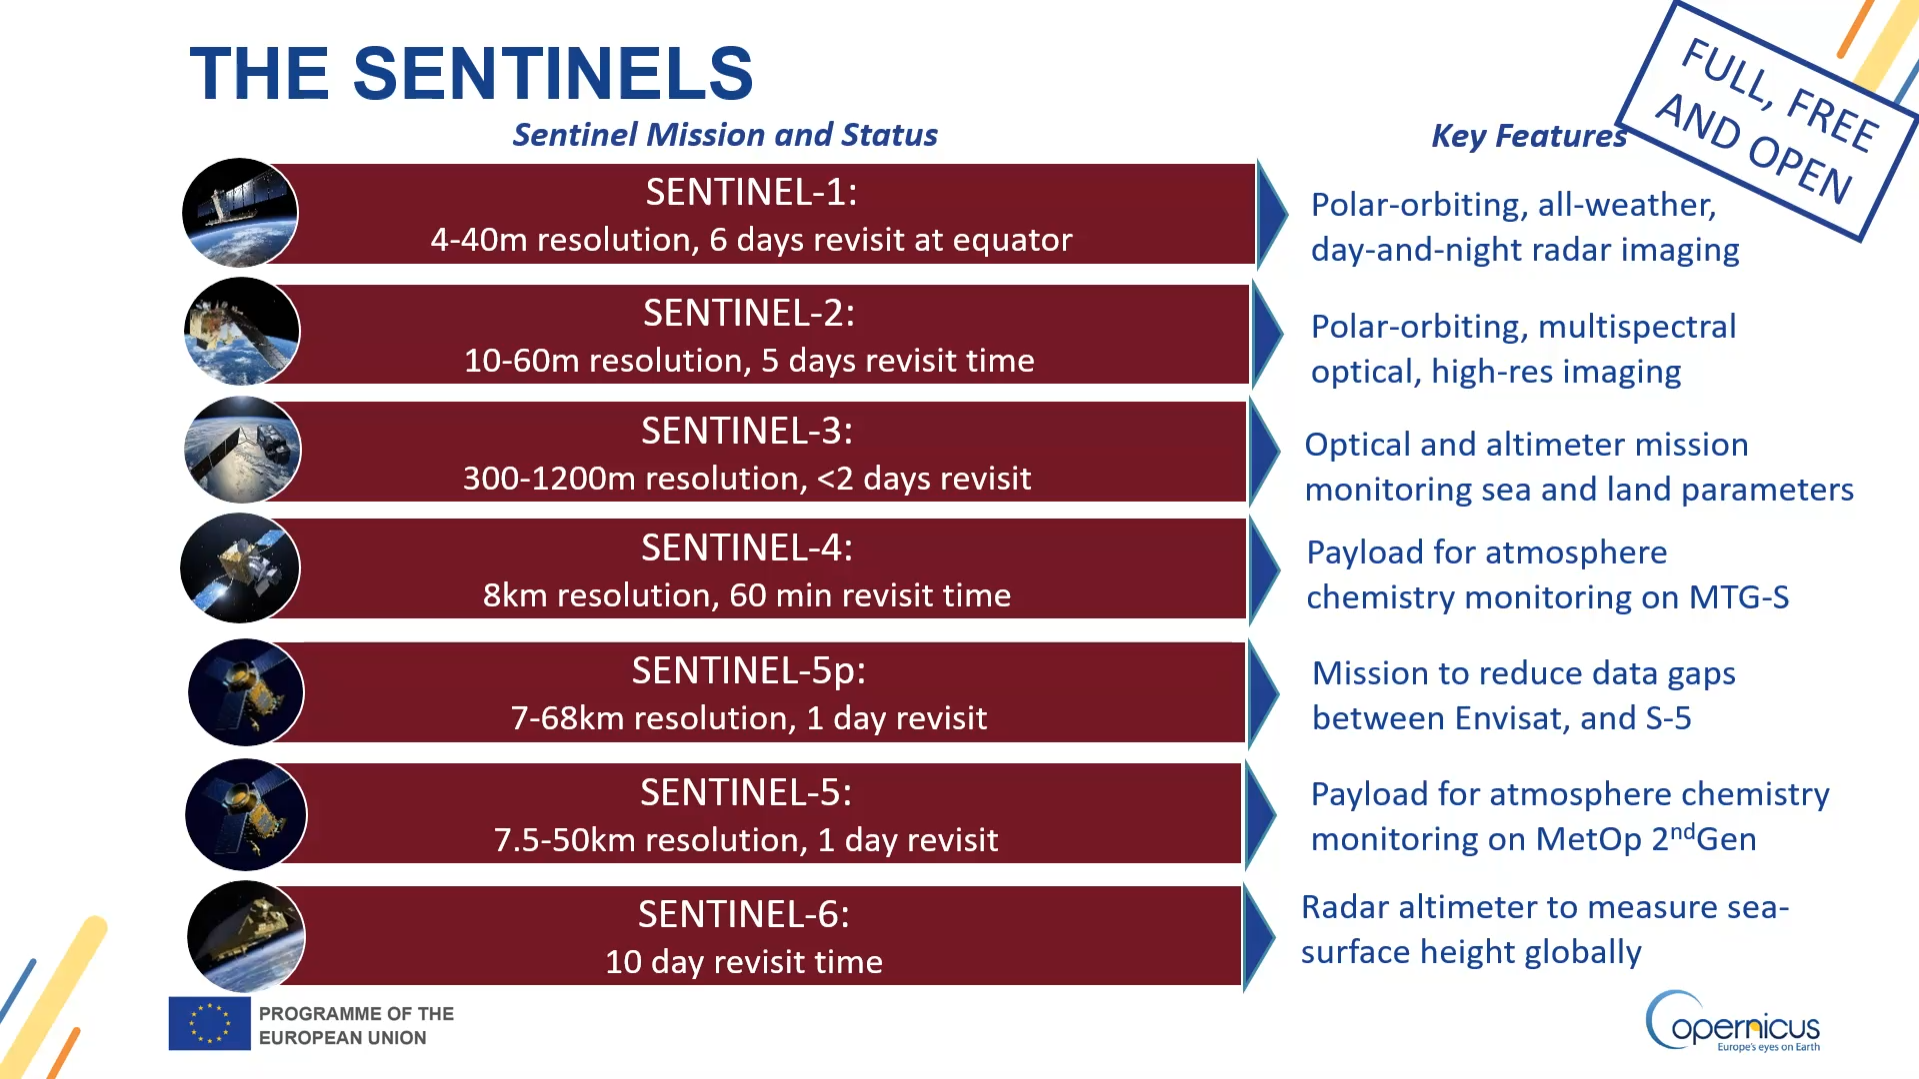 THE SENTINELS
FULL, FREE
AND OPEN
Sentinel Mission and Status
Key Features
SENTINEL-1:
4-40m resolution, 6 days revisit at equator
Polar-orbiting, all-weather,
day-and-night radar imaging
SENTINEL-2:
10-60m resolution, 5 days revisit time
Polar-orbiting, multispectral
optical, high-res imaging
SENTINEL-3:
300-1200m resolution, <2 days revisit
Optical and altimeter mission
monitoring sea and land parameters
SENTINEL-4:
8km resolution, 60 min revisit time
Payload for atmosphere
chemistry monitoring on MTG-S
SENTINEL-5p:
7-68km resolution, 1 day revisit
Mission to reduce data gaps
between Envisat, and S-5
SENTINEL-5:
7.5-50km resolution, 1 day revisit
Payload for atmosphere chemistry
monitoring on MetOp 2ndGen
SENTINEL-6:
10 day revisit time
Radar altimeter to measure sea-
surface height globally
PROGRAMME OF THE
EUROPEAN UNION
Copernicus
Europe's eyes on Earth